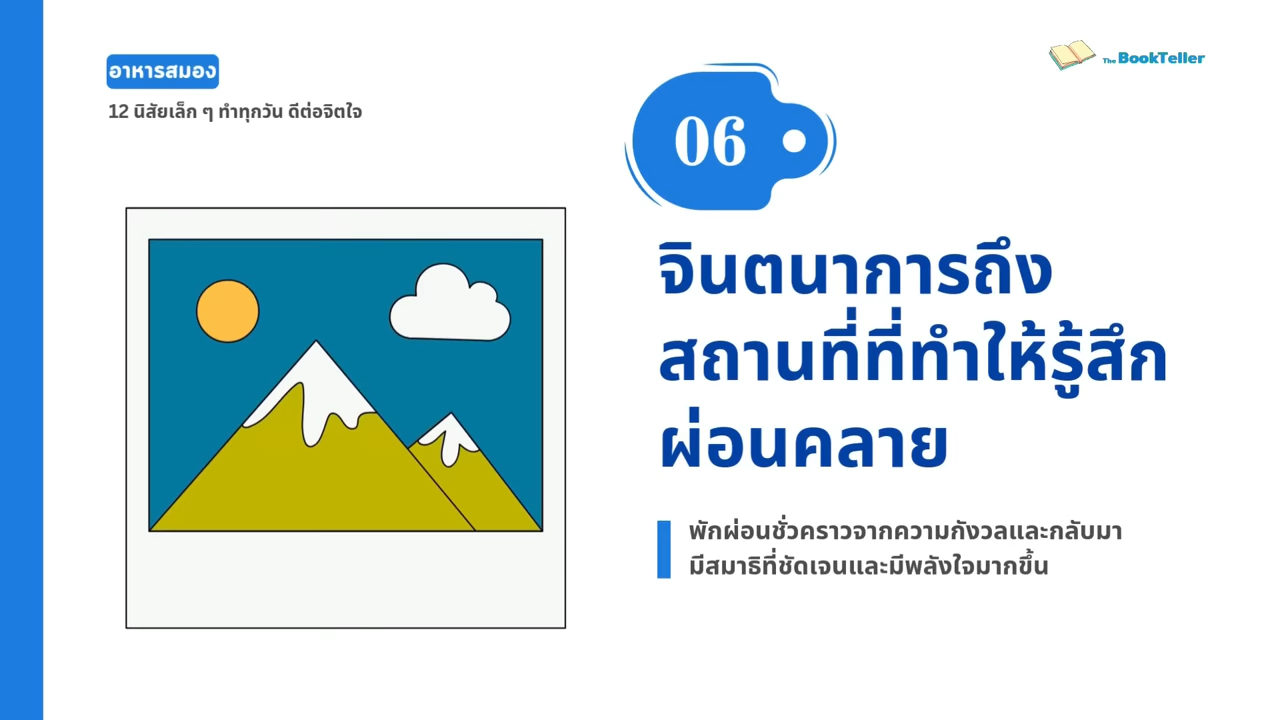 อาหารสมอง
12 นิสัยเล็ก ๆ ทำทุกวัน ดีต่อจิตใจ
The BookTeller
06
จินตนาการถึง
สถานที่ที่ทำให้รู้สึก
ผ่อนคลาย
พักผ่อนชั่วคราวจากความกังวลและกลับมา
มีสมาธิที่ชัดเจนและมีพลังใจมากขึ้น